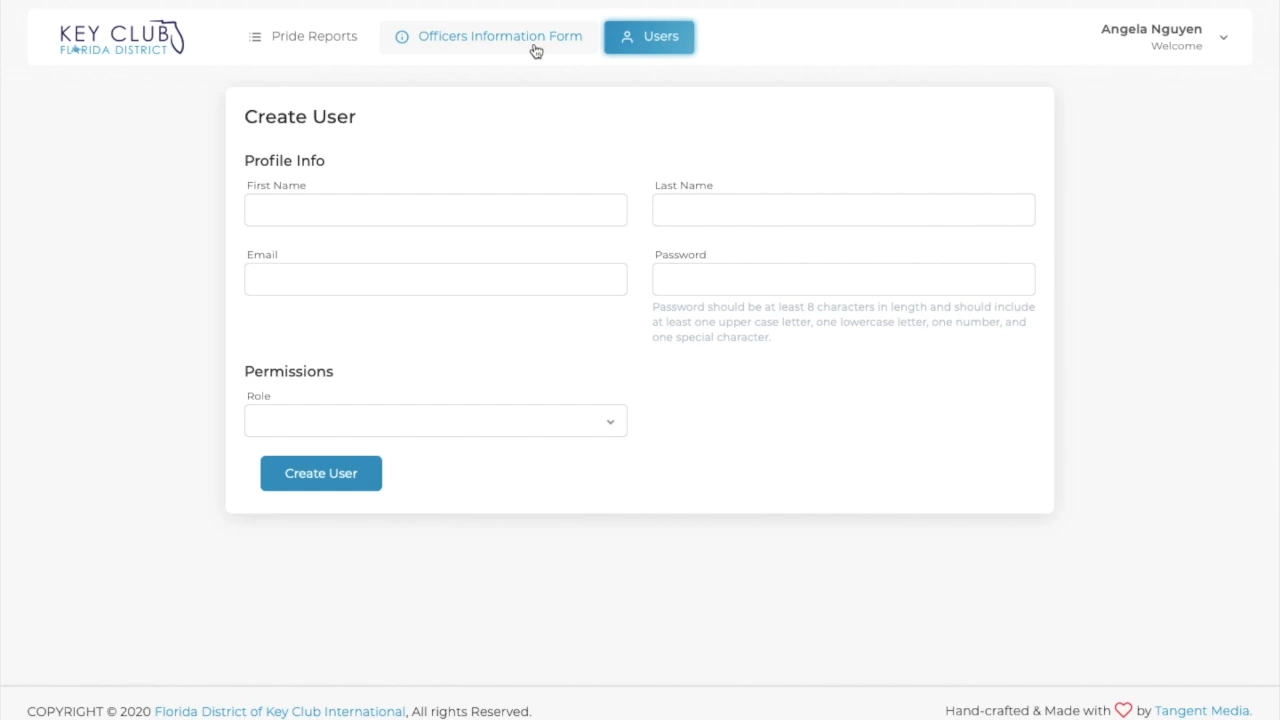 KEY CLUB
FLORIDA DISTRICT
Pride Reports
Officers Information Form
Users
Angela Nguyen
Welcome
Create User
Profile Info
First Name
Last Name
Email
Password
Password should be at least 8 characters in length and should include
at least one upper case letter, one lowercase letter, one number, and
one special character.
Permissions
Role
Create User
COPYRIGHT © 2020 Florida District of Key Club International, All rights Reserved.
Hand-crafted & Made with by Tangent Media.